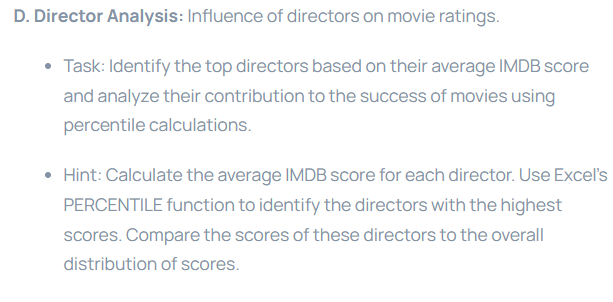 D. Director Analysis: Influence of directors on movie ratings.
• Task: Identify the top directors based on their average IMDB score
and analyze their contribution to the success of movies using
percentile calculations.
• Hint: Calculate the average IMDB score for each director. Use Excel's
PERCENTILE function to identify the directors with the highest
scores. Compare the scores of these directors to the overall
distribution of scores.